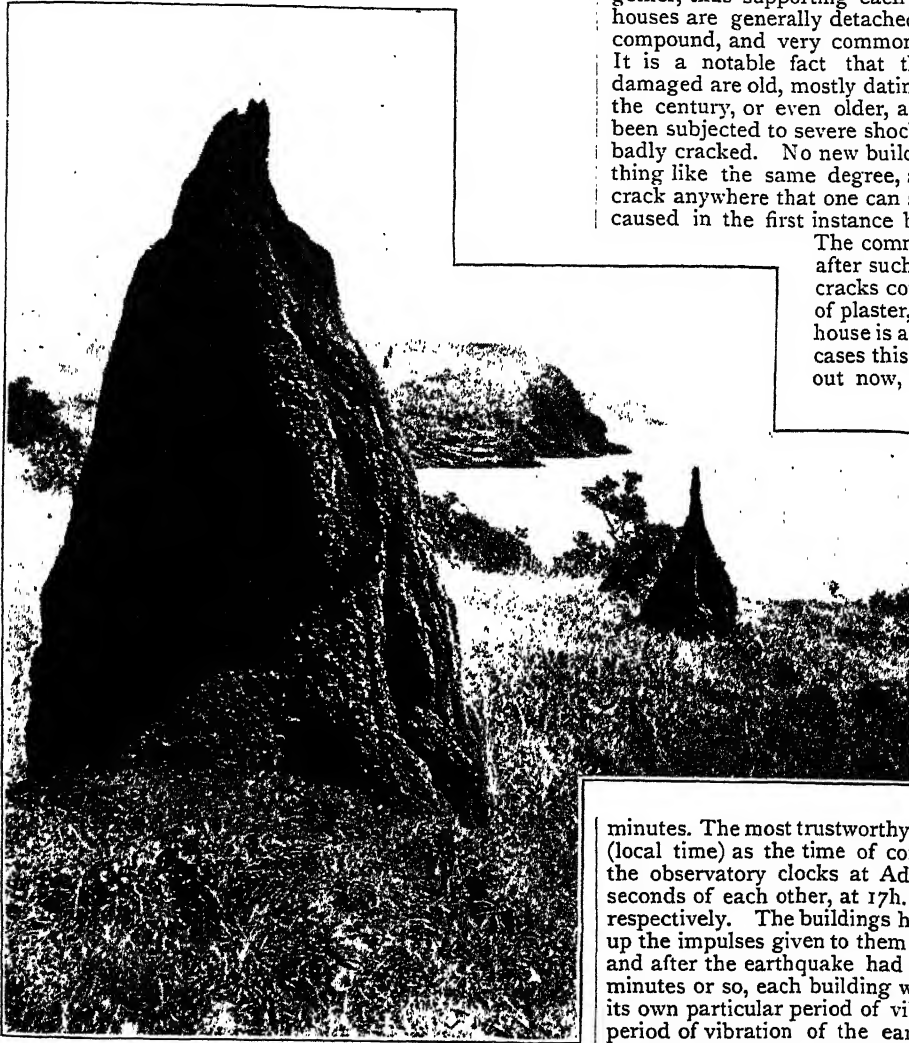 houses are generally detached
compound, and very common
It is a notable fact that
damaged are old, mostly datin
the century, or even older, a
been subjected to severe shoc
badly cracked. No new build
thing like the same degree,
crack anywhere that one can
caused in the first instance b
The comm
after such
cracks co
of plaster,
house is a
cases this
out now,
minutes. The most trustworthy
(local time) as the time of co
the observatory clocks at Ad
seconds of each other, at 17h.
respectively. The buildings h
up the impulses given to them
and after the earthquake had
minutes or so, each building w
its own particular period of vi
period of vibration of the ear